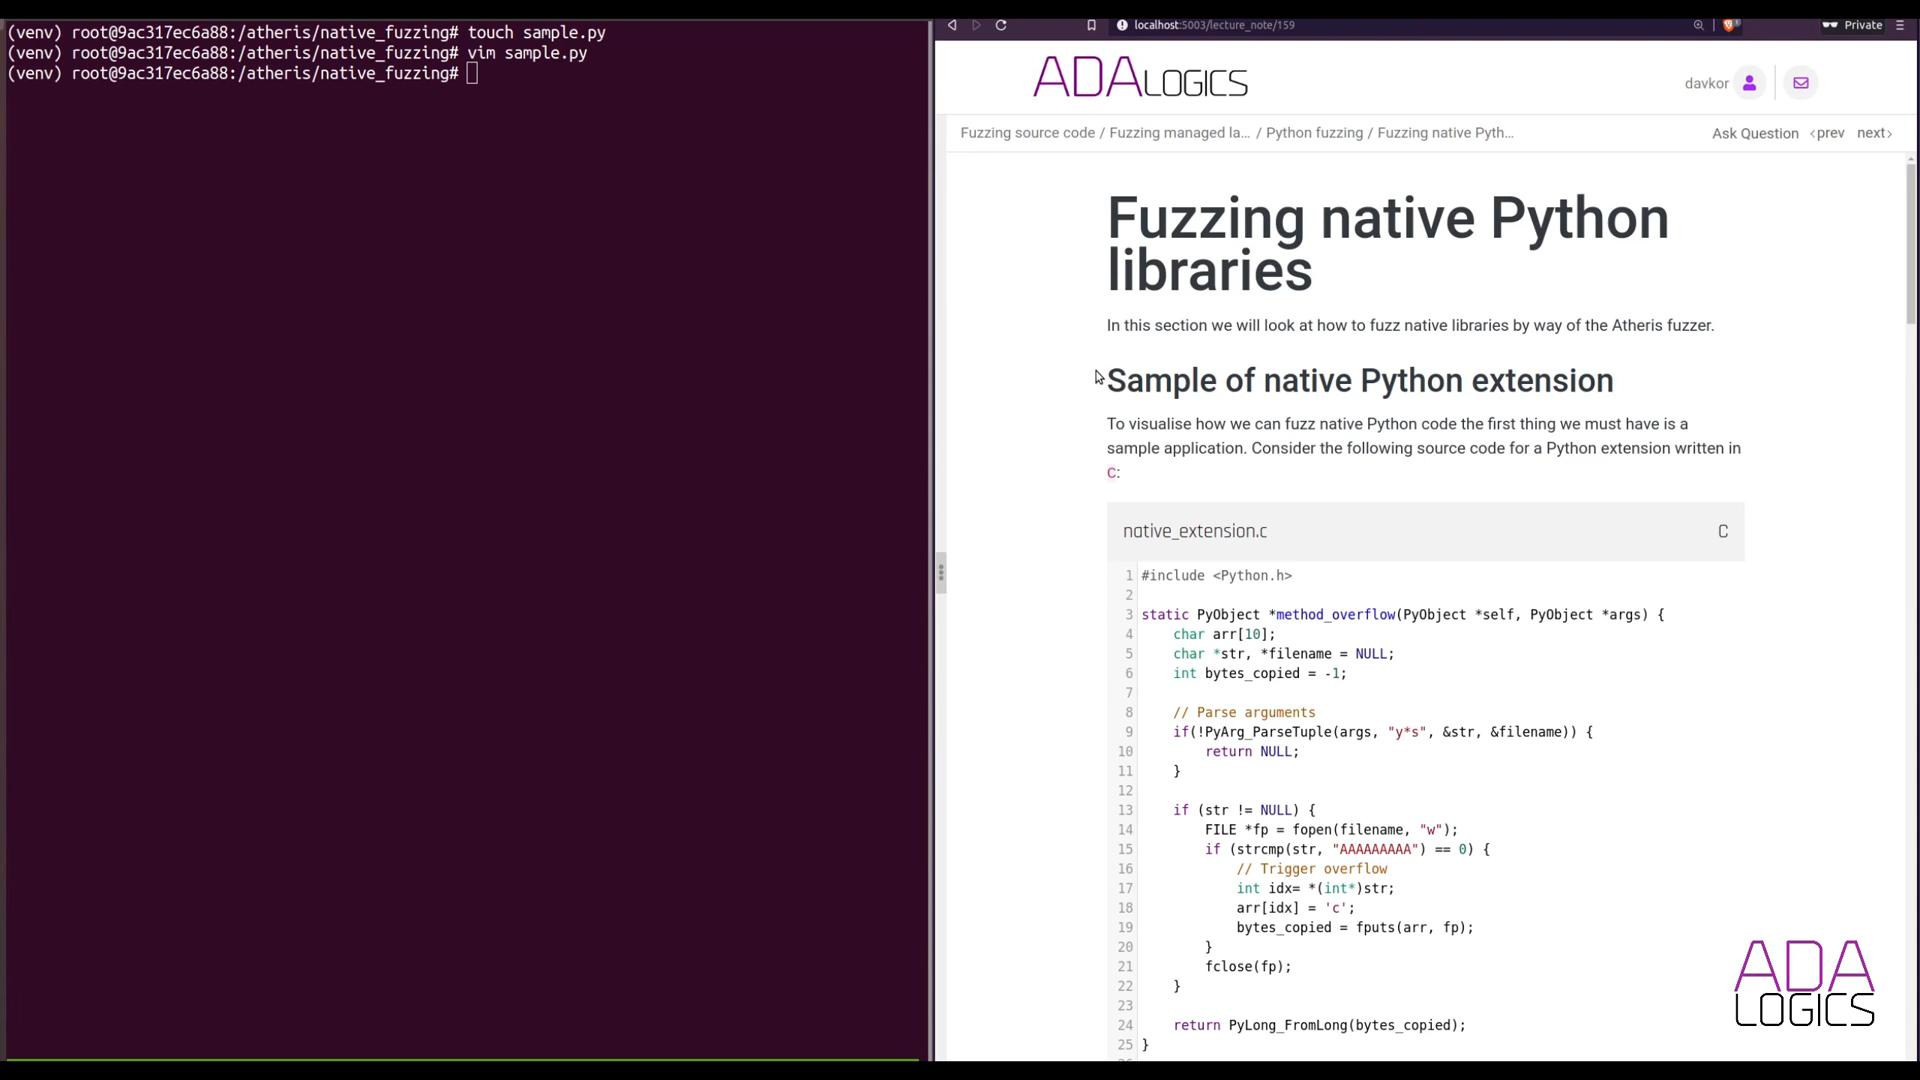 (venv) root@9ac317ec6a88:/atheris/native_fuzzing# touch sample.py
(venv) root@9ac317ec6a88:/atheris/native_fuzzing# vim sample.py
(venv) root@9ac317ec6a88:/atheris/native_fuzzing#
localhost:5003/lecture_note/159
Private
ADALOGICS
davkor
Fuzzing source code / Fuzzing managed la... / Python fuzzing / Fuzzing native Pyth...
Ask Question ‹prev next›
Fuzzing native Python
libraries
In this section we will look at how to fuzz native libraries by way of the Atheris fuzzer.
Sample of native Python extension
To visualise how we can fuzz native Python code the first thing we must have is a
sample application. Consider the following source code for a Python extension written in
C:
native_extension.c C
1 #include <Python.h>
2
3 static PyObject *method_overflow(PyObject *self, PyObject *args) {
4     char arr[10];
5     char *str, *filename = NULL;
6     int bytes_copied = -1;
7
8     // Parse arguments
9     if(!PyArg_ParseTuple(args, "y*s", &str, &filename)) {
10         return NULL;
11     }
12
13     if (str != NULL) {
14         FILE *fp = fopen(filename, "w");
15         if (strcmp(str, "AAAAAAAAA") == 0) {
16             // Trigger overflow
17             int idx= *(int*)str;
18             arr[idx] = 'c';
19             bytes_copied = fputs(arr, fp);
20         }
21         fclose(fp);
22     }
23
24     return PyLong_FromLong(bytes_copied);
25 }
ADA
LOGICS